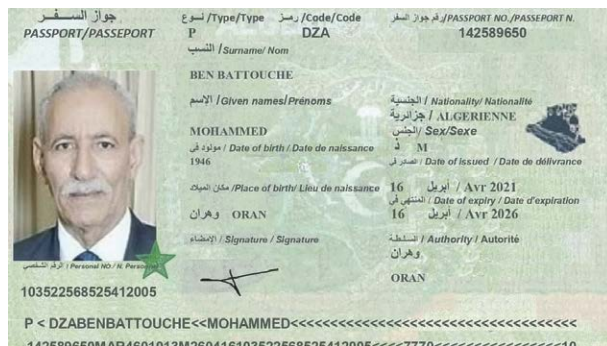 جواز السفر
PASSPORT/PASSEPORT
نوع /Type/Type
P
رمز /Code/Code
DZA
رقم جواز السفر /PASSPORT NO./PASSEPORT N.
142589650
النسب /Surname/ Nom
BEN BATTOUCHE
الإسم /Given names/Prénoms
MOHAMMED
الجنسية / Nationality/ Nationalité
جزائرية / ALGERIENNE
الجنس/ Sex/Sexe
ذ M
مولود في / Date of birth / Date de naissance
1946
الصادر في / Date of issued / Date de délivrance
16 أبريل / Avr 2021
مكان الميلاد /Place of birth/ Lieu de naissance
وهران ORAN
المنتهي في / Date of expiry / Date d'expiration
16 أبريل / Avr 2026
الإمضاء / Signature / Signature
السلطة / Authority / Autorité
وهران
ORAN
الرقم الشخصي / Personal NO./ N.
103522568525412005
P < DZABENBATTOUCHE<<MOHAMMED<<<<<<<<<<<<<<<<<<<<<<<<<<<<<<<<<<<